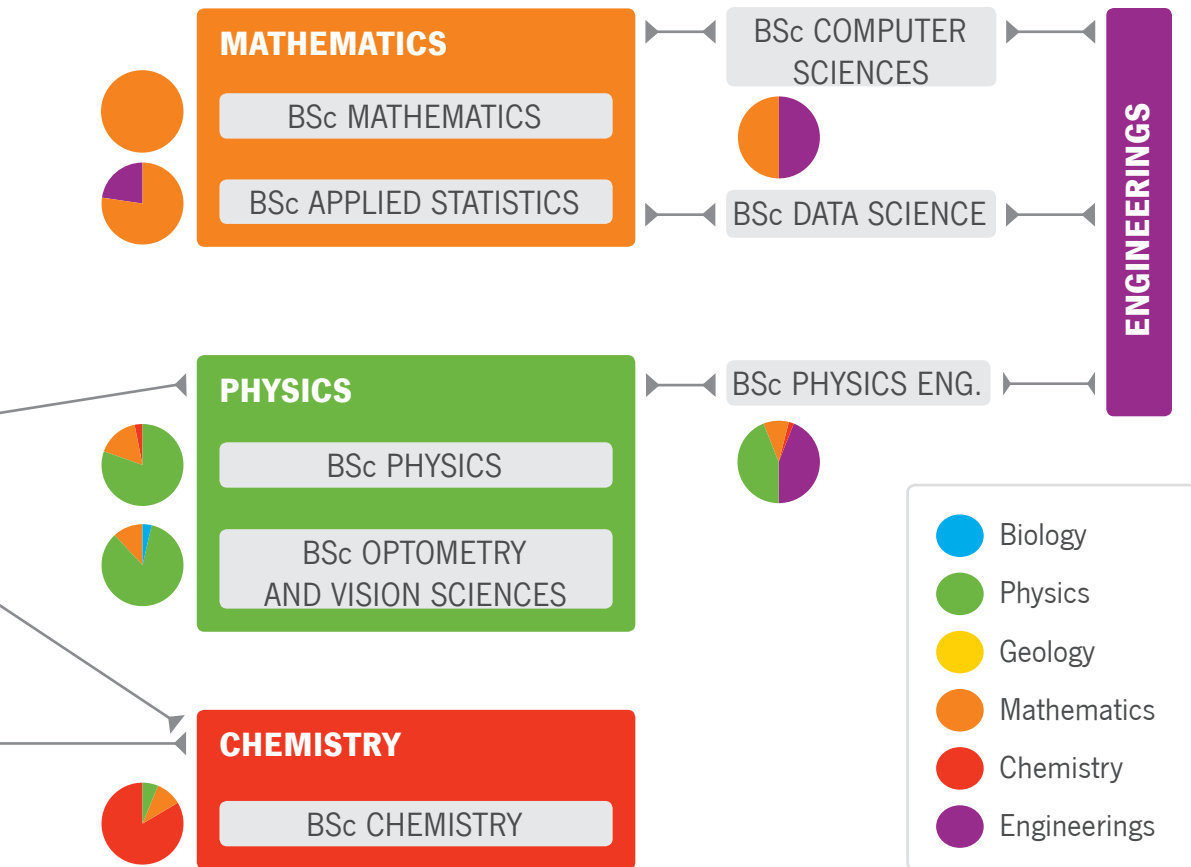 MATHEMATICS
BSc MATHEMATICS
BSc APPLIED STATISTICS
BSc COMPUTER
SCIENCES
BSc DATA SCIENCE
ENGINEERINGS
PHYSICS
BSc PHYSICS
BSc OPTOMETRY
AND VISION SCIENCES
BSc PHYSICS ENG.
CHEMISTRY
BSc CHEMISTRY
Biology
Physics
Geology
Mathematics
Chemistry
Engineerings